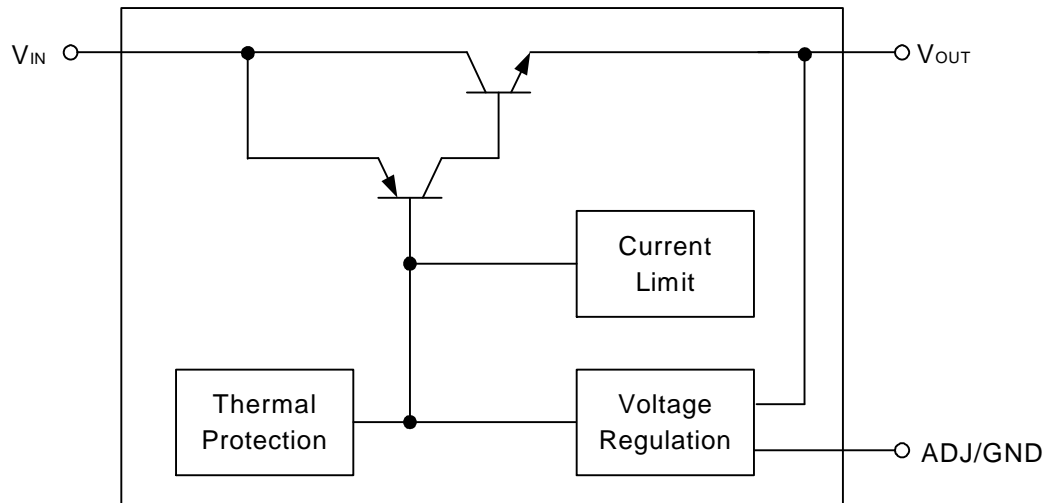 VIN
VOUT
Current
Limit
Thermal
Protection
Voltage
Regulation
ADJ/GND